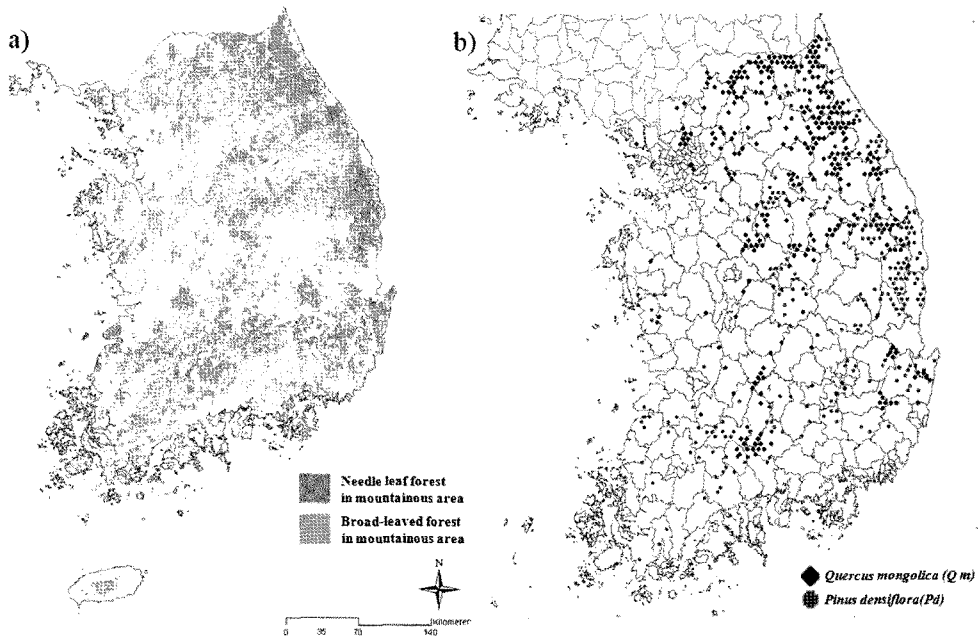 a)
b)
Needle leaf forest
in mountainous area
Broad-leaved forest
in mountainous area
N
Kilometer
0 35 70 140
Quercus mongolica (Q m)
Pinus densiflora(Pd)